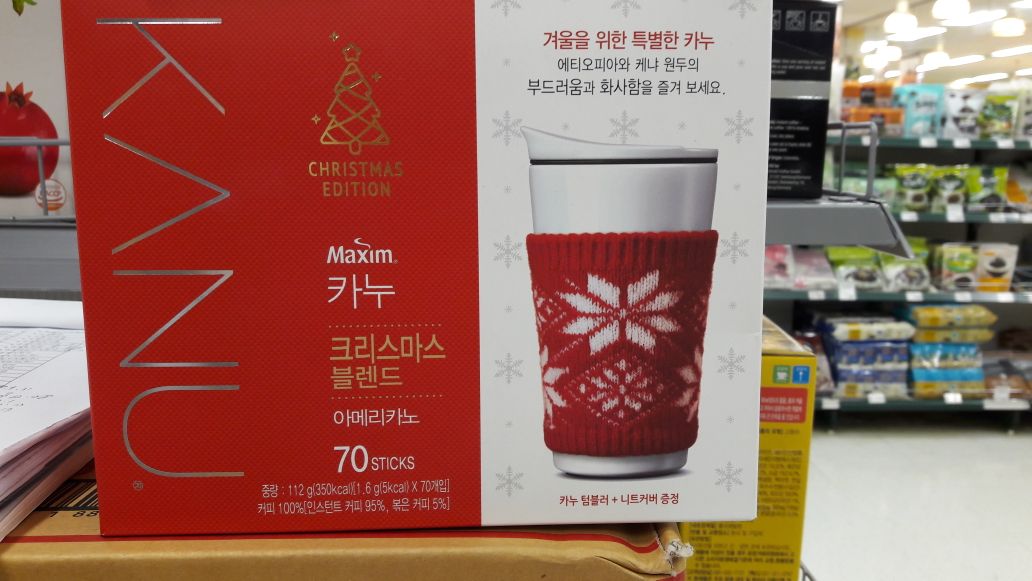 KANU
CHRISTMAS
EDITION
Maxim
카누
크리스마스
블렌드
아메리카노
70 STICKS
중량 : 112 g(350kcal)[1.6 g(5kcal) X 70개입]
커피 100%[인스턴트 커피 95%, 볶은 커피 5%]
겨울을 위한 특별한 카누
에티오피아와 케냐 원두의
부드러움과 화사함을 즐겨 보세요.
카누 텀블러 + 니트커버 증정